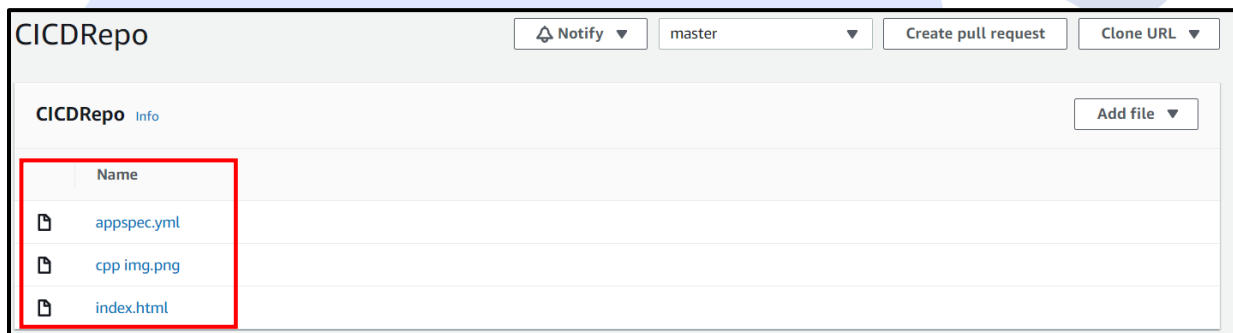 CICDRepo
Notify ▼
master ▼
Create pull request
Clone URL ▼
CICDRepo Info
Add file ▼
Name
appspec.yml
cpp img.png
index.html